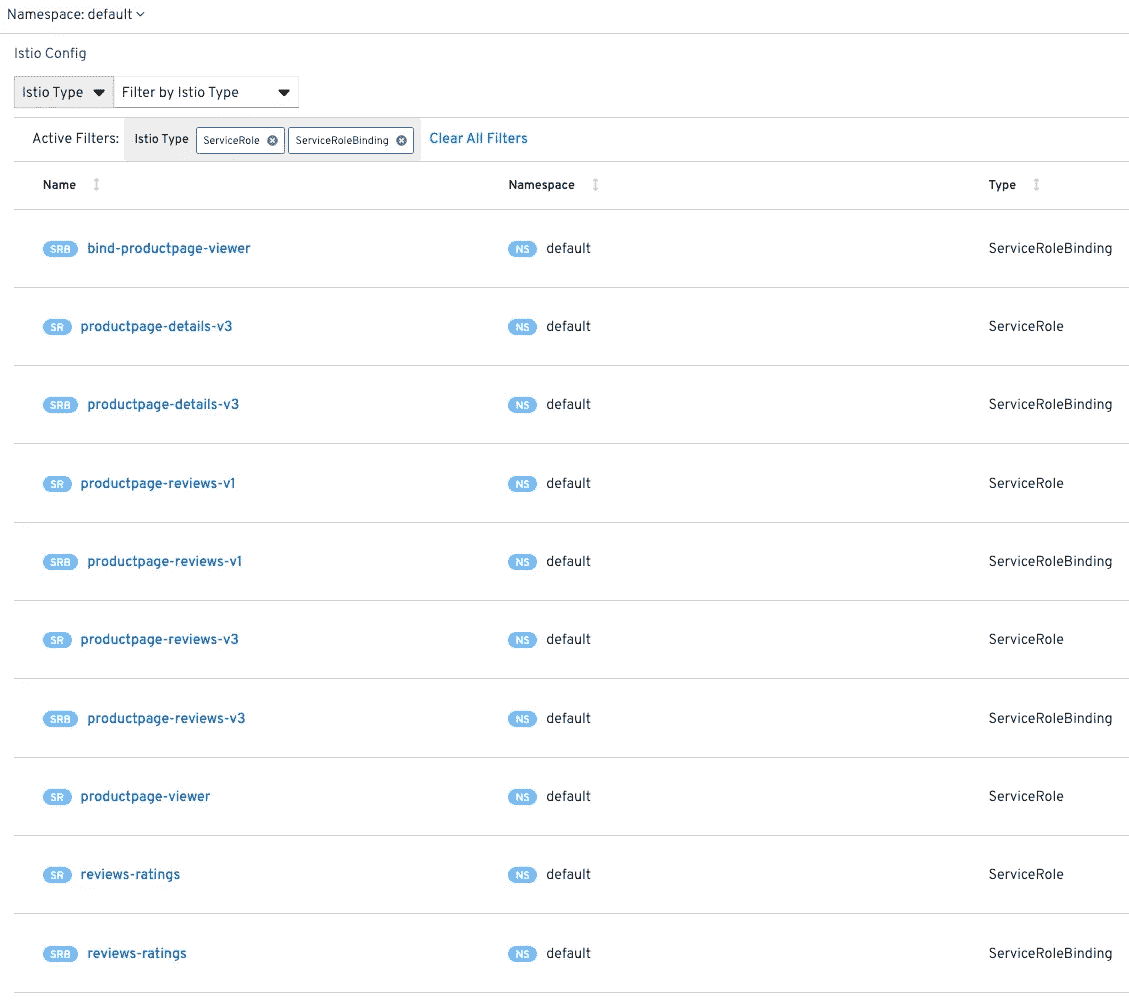 Namespace: default
Istio Config
Istio Type Filter by Istio Type
Active Filters: Istio Type ServiceRole ServiceRoleBinding Clear All Filters
Name Namespace Type
SRB bind-productpage-viewer NS default ServiceRoleBinding
SR productpage-details-v3 NS default ServiceRole
SRB productpage-details-v3 NS default ServiceRoleBinding
SR productpage-reviews-v1 NS default ServiceRole
SRB productpage-reviews-v1 NS default ServiceRoleBinding
SR productpage-reviews-v3 NS default ServiceRole
SRB productpage-reviews-v3 NS default ServiceRoleBinding
SR productpage-viewer NS default ServiceRole
SR reviews-ratings NS default ServiceRole
SRB reviews-ratings NS default ServiceRoleBinding